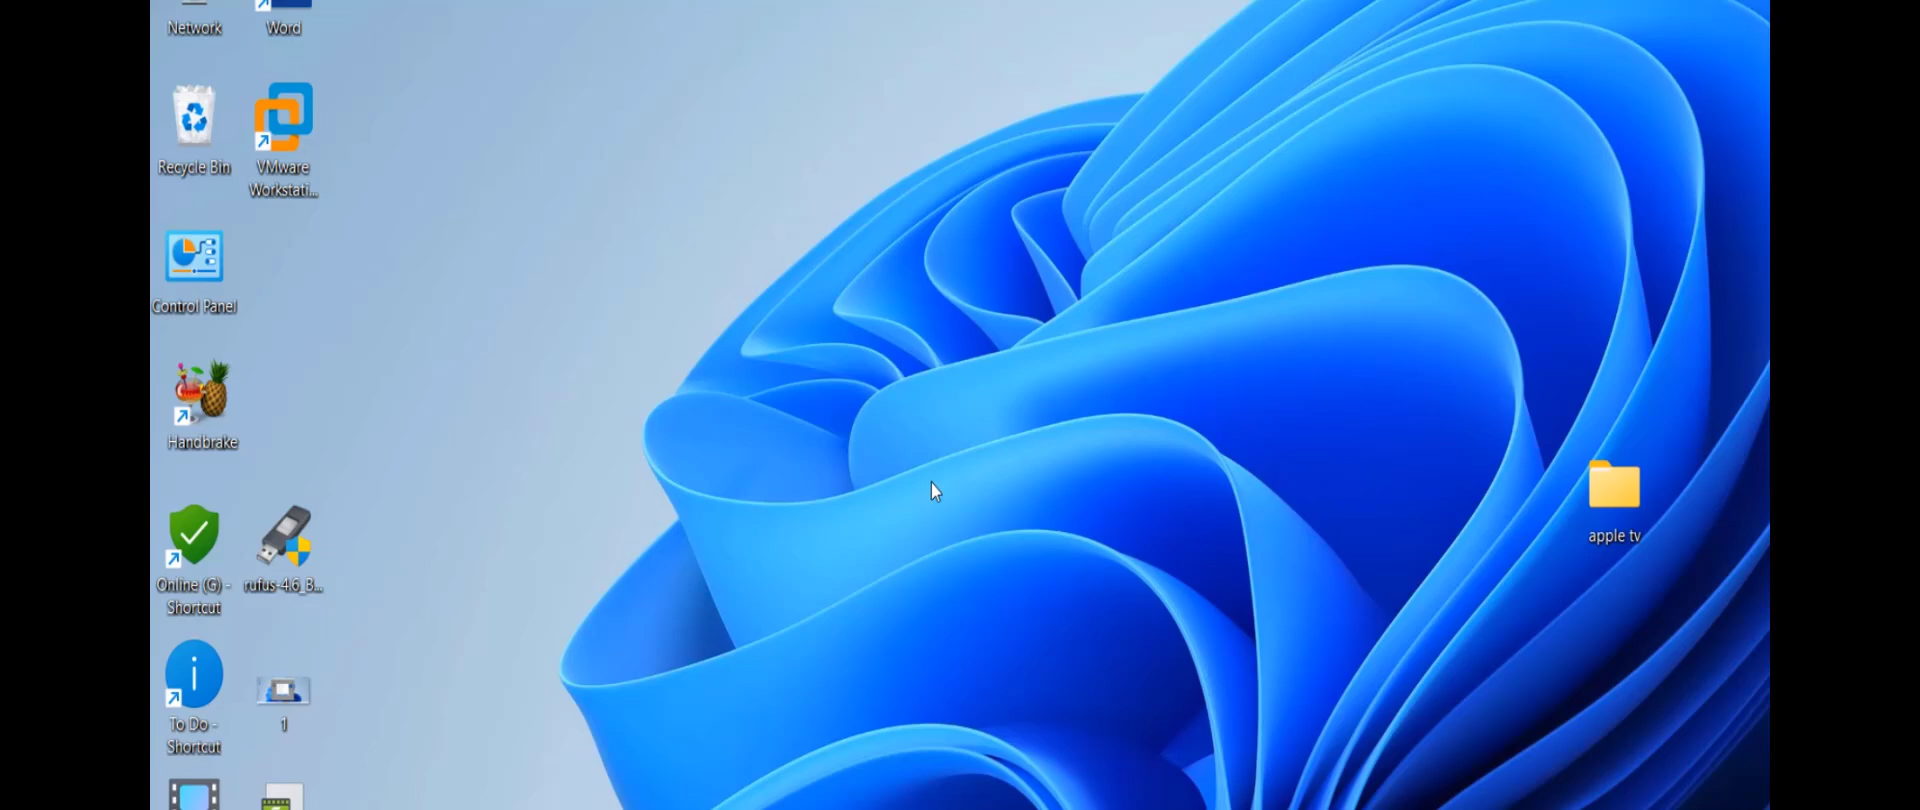 Network
Word
Recycle Bin
VMware
Workstati...
Control Panel
Handbrake
Online (G) -
Shortcut
rufus-4.6_B...
To Do -
Shortcut
1
apple tv